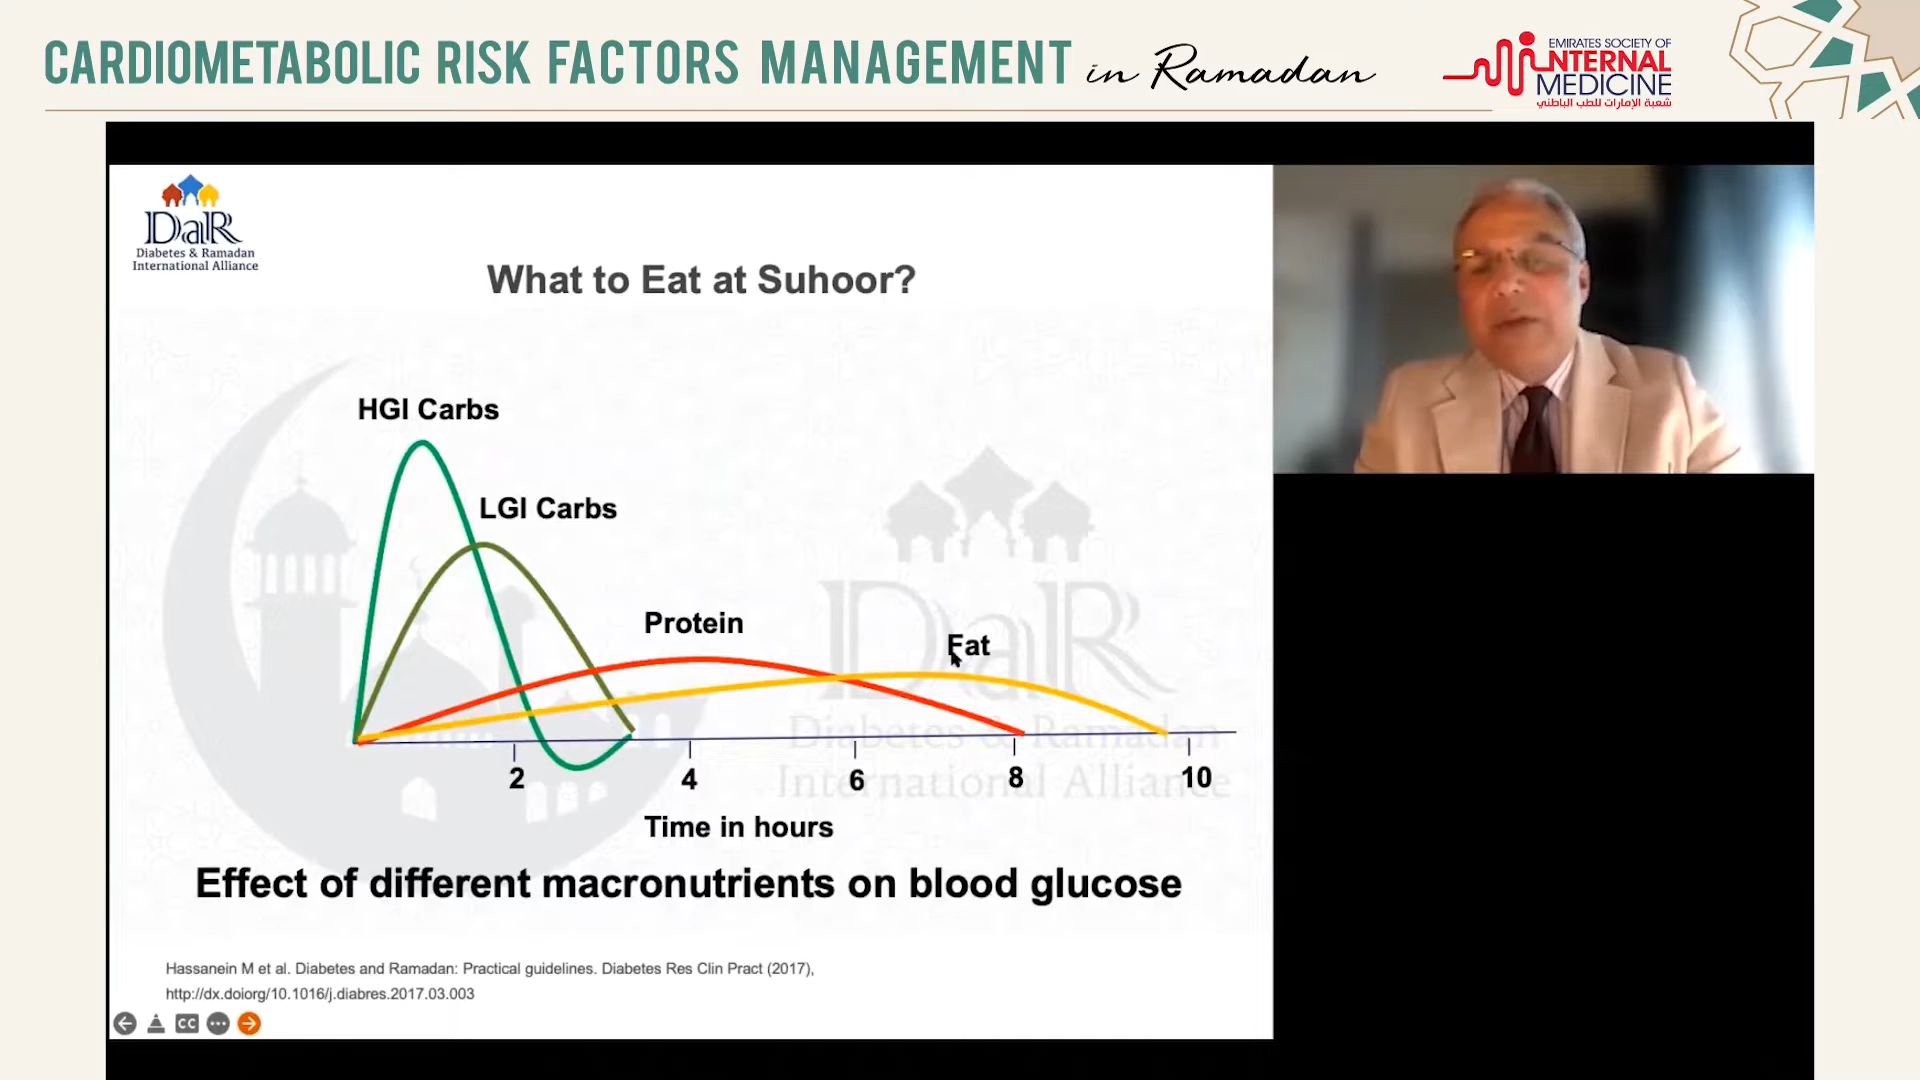 CARDIOMETABOLIC RISK FACTORS MANAGEMENT in Ramadan
EMIRATES SOCIETY OF
INTERNAL
MEDICINE
شعبة الإمارات للطب الباطني
DaR
Diabetes & Ramadan
International Alliance
What to Eat at Suhoor?
HGI Carbs
LGI Carbs
Protein
Fat
DaR
Diabetes & Ramadan
International Alliance
2 4 6 8 10
Time in hours
Effect of different macronutrients on blood glucose
Hassanein M et al. Diabetes and Ramadan: Practical guidelines. Diabetes Res Clin Pract (2017),
http://dx.doiorg/10.1016/j.diabres.2017.03.003
CC